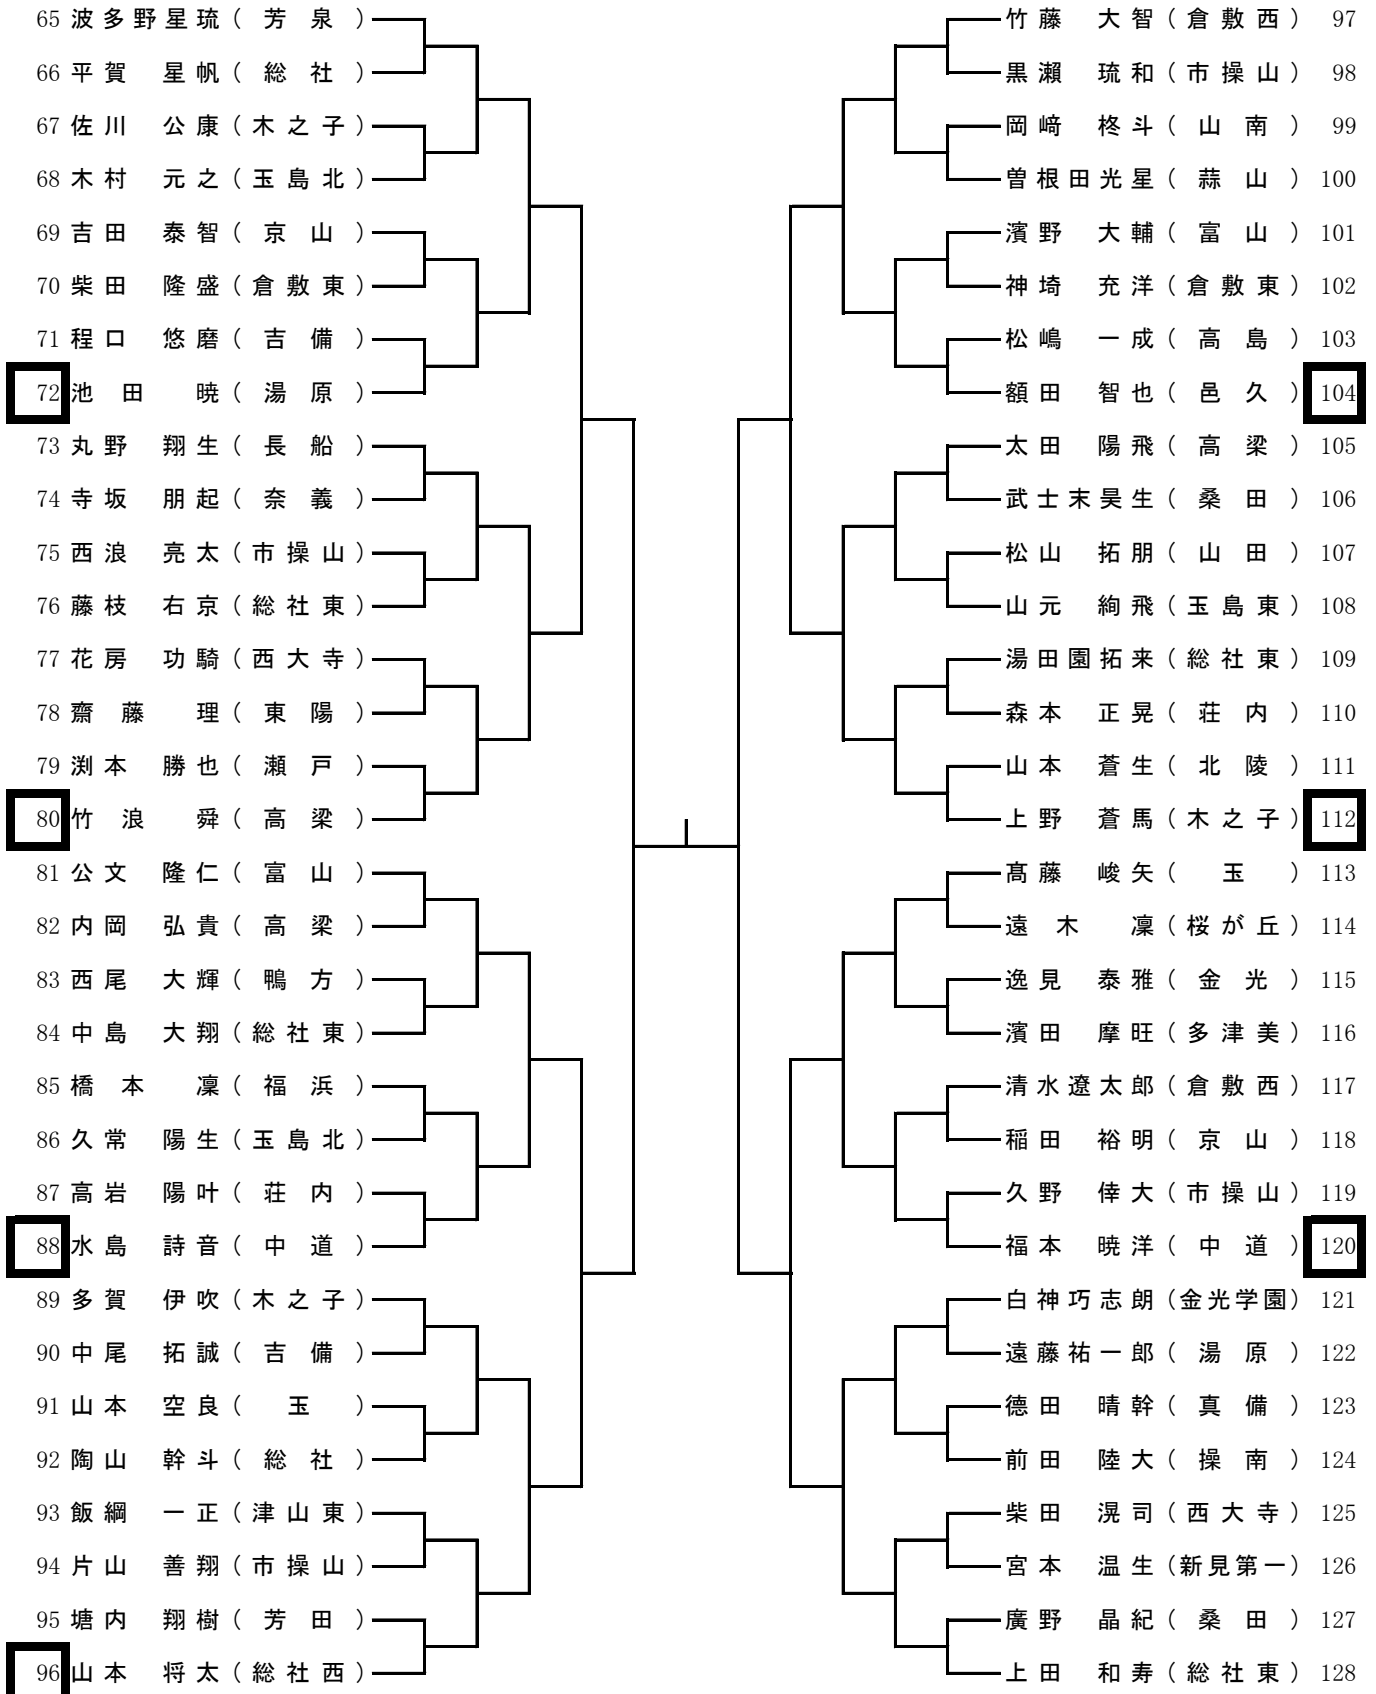 65 波多野星琉（芳泉）
66 平賀 星帆（総社）
67 佐川 公康（木之子）
68 木村 元之（玉島北）
69 吉田 泰智（京山）
70 柴田 隆盛（倉敷東）
71 程口 悠磨（吉備）
72 池田 暁（湯原）
73 丸野 翔生（長船）
74 寺坂 朋起（奈義）
75 西浪 亮太（市操山）
76 藤枝 右京（総社東）
77 花房 功騎（西大寺）
78 齋藤 理（東陽）
79 渕本 勝也（瀬戸）
80 竹浪 舜（高梁）
81 公文 隆仁（富山）
82 内岡 弘貴（高梁）
83 西尾 大輝（鴨方）
84 中島 大翔（総社東）
85 橋本 凜（福浜）
86 久常 陽生（玉島北）
87 高岩 陽叶（荘内）
88 水島 詩音（中道）
89 多賀 伊吹（木之子）
90 中尾 拓誠（吉備）
91 山本 空良（玉）
92 陶山 幹斗（総社）
93 飯綱 一正（津山東）
94 片山 善翔（市操山）
95 塘内 翔樹（芳田）
96 山本 将太（総社西）
竹藤 大智（倉敷西） 97
黒瀬 琉和（市操山） 98
岡﨑 柊斗（山南） 99
曽根田光星（蒜山） 100
濱野 大輔（富山） 101
神埼 充洋（倉敷東） 102
松嶋 一成（高島） 103
額田 智也（邑久） 104
太田 陽飛（高梁） 105
武士末昊生（桑田） 106
松山 拓朋（山田） 107
山元 絢飛（玉島東） 108
湯田園拓来（総社東） 109
森本 正晃（荘内） 110
山本 蒼生（北陵） 111
上野 蒼馬（木之子） 112
髙藤 峻矢（玉） 113
遠木 凜（桜が丘） 114
逸見 泰雅（金光） 115
濱田 摩旺（多津美） 116
清水遼太郎（倉敷西） 117
稲田 裕明（京山） 118
久野 倖大（市操山） 119
福本 暁洋（中道） 120
白神巧志朗（金光学園） 121
遠藤祐一郎（湯原） 122
德田 晴幹（真備） 123
前田 陸大（操南） 124
柴田 滉司（西大寺） 125
宮本 温生（新見第一） 126
廣野 晶紀（桑田） 127
上田 和寿（総社東） 128